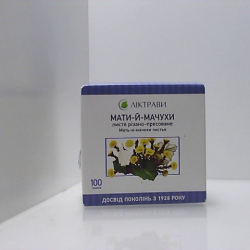 ЛІКТРАВИ
МАТИ-Й-МАЧУХИ
листя різано-пресоване
Мать-и-мачехи листья
100
ДОСВІД ПОКОЛІНЬ З 1928 РОКУ